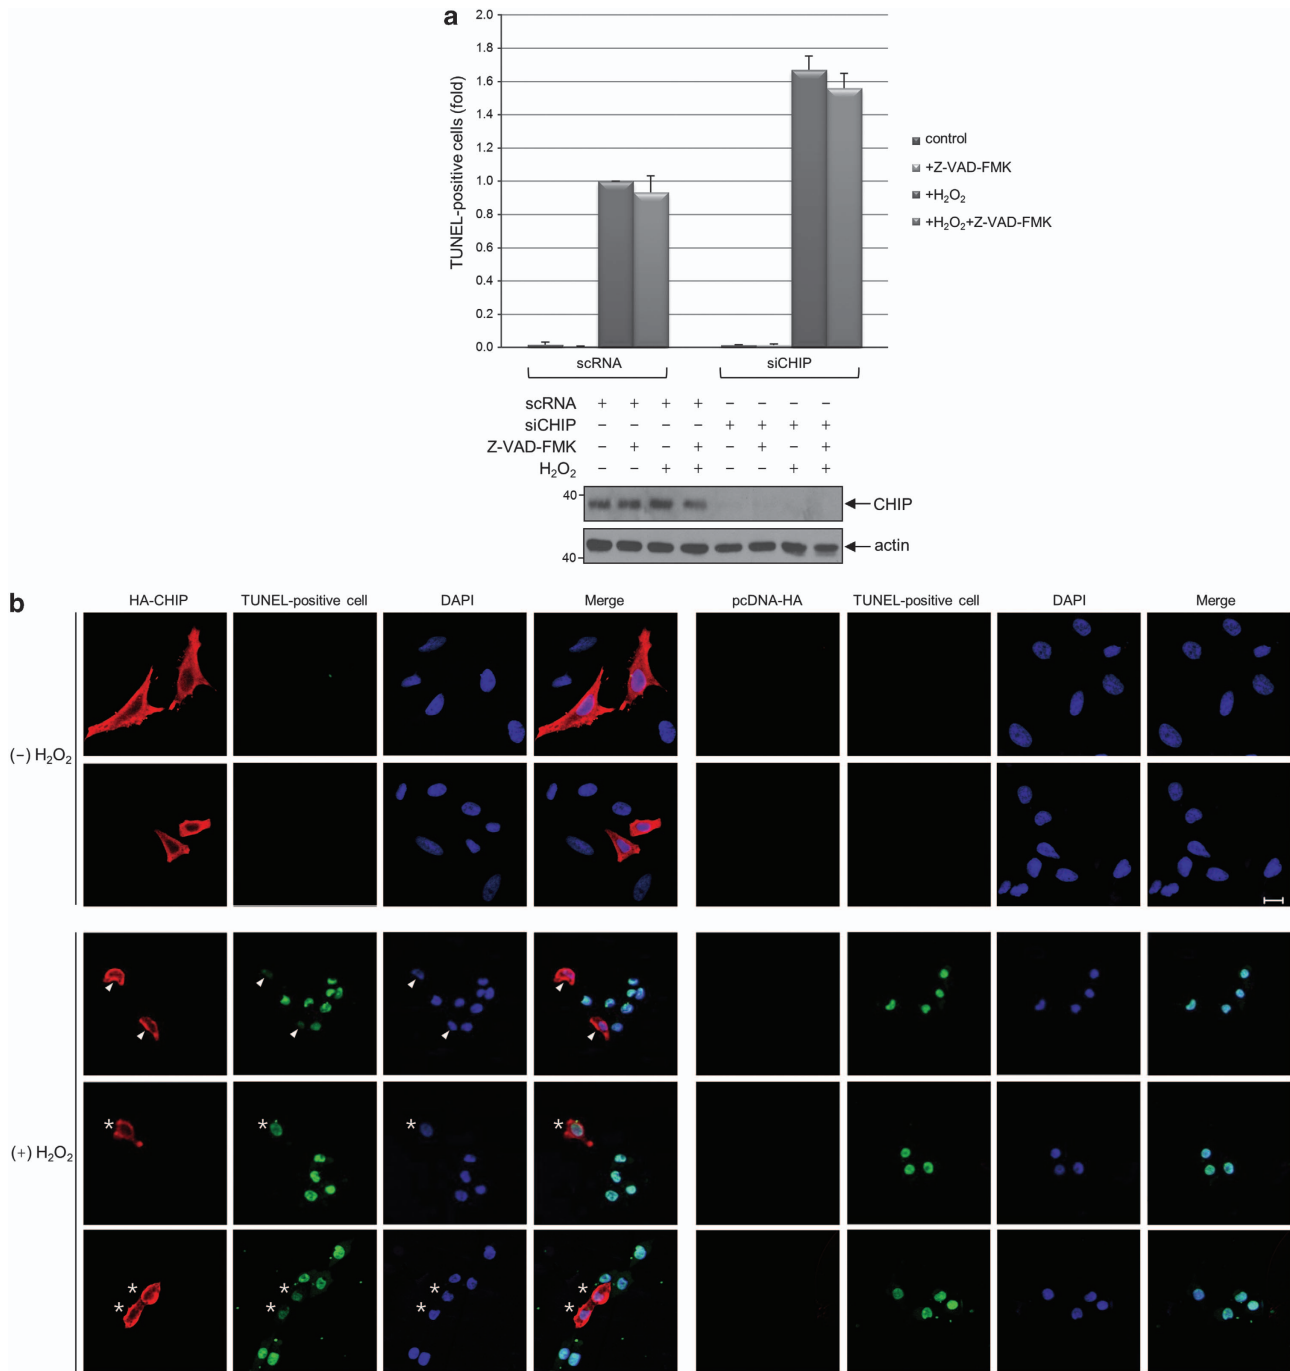 a
TUNEL-positive cells (fold)
2.0
1.8
1.6
1.4
1.2
1.0
0.8
0.6
0.4
0.2
0.0
scRNA siCHIP
control
+Z-VAD-FMK
+H₂O₂
+H₂O₂+Z-VAD-FMK
scRNA + + + + – – – –
siCHIP – – – – + + + +
Z-VAD-FMK – + – + – + – +
H₂O₂ – – + + – – + +
40 CHIP
40 actin
b
HA-CHIP TUNEL-positive cell DAPI Merge pcDNA-HA TUNEL-positive cell DAPI Merge
(–) H₂O₂
(+) H₂O₂
* * * *
* * * *
* * * *